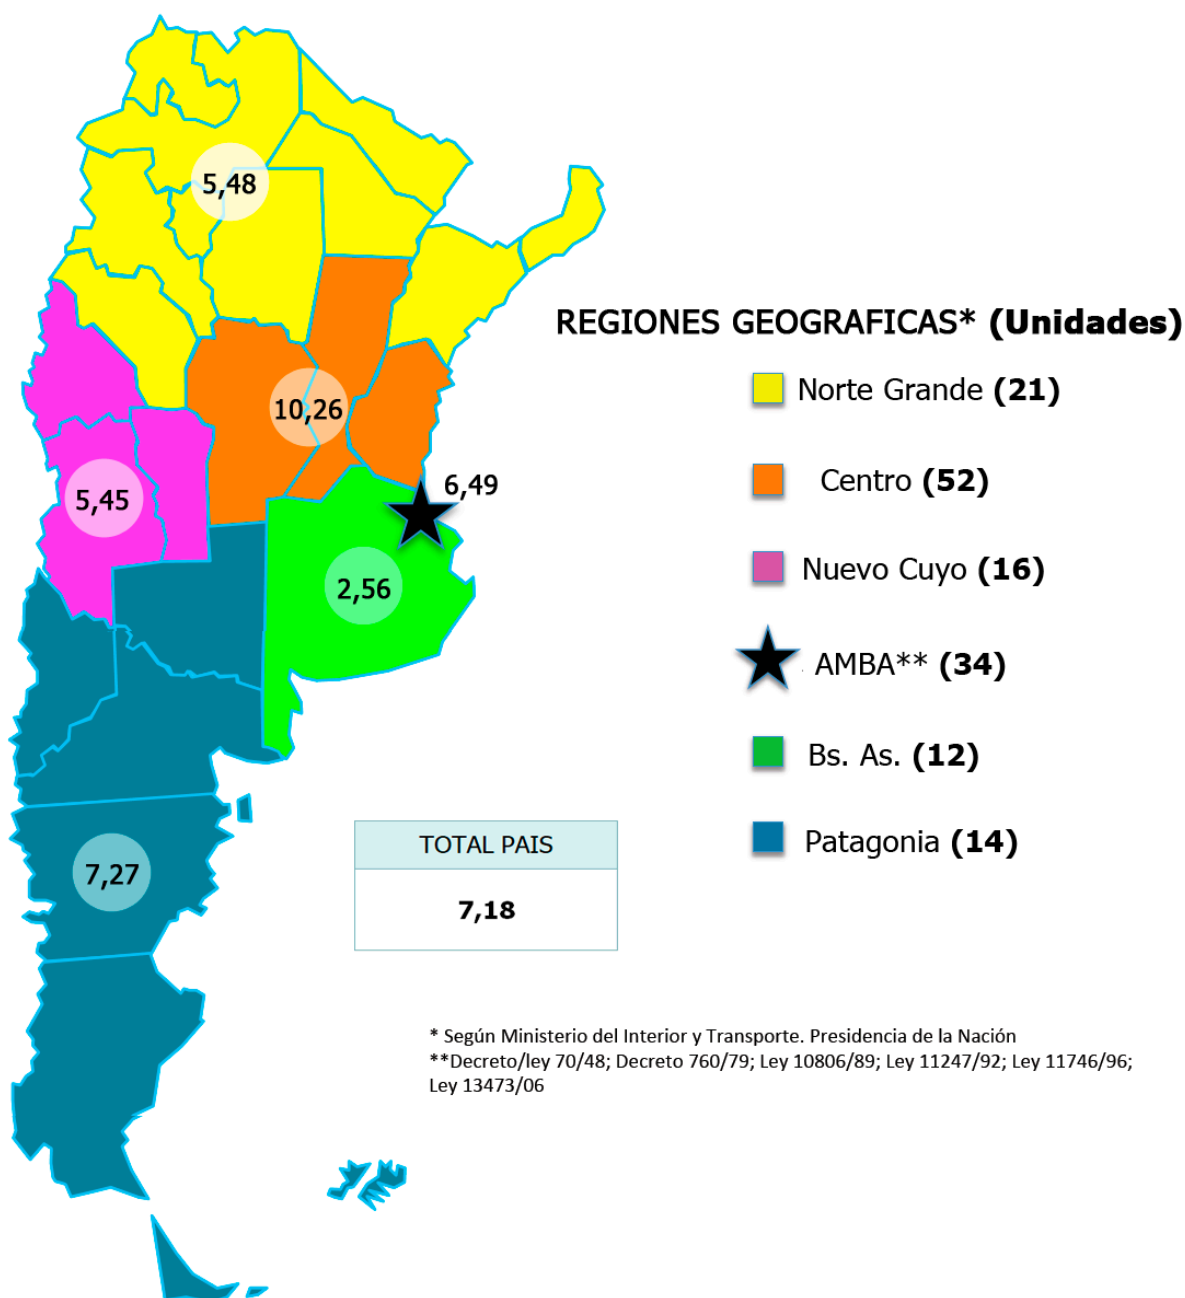 5,48
10,26
5,45
6,49
2,56
7,27
REGIONES GEOGRAFICAS* (Unidades)
Norte Grande (21)
Centro (52)
Nuevo Cuyo (16)
AMBA** (34)
Bs. As. (12)
Patagonia (14)
TOTAL PAIS
7,18
* Según Ministerio del Interior y Transporte. Presidencia de la Nación
**Decreto/ley 70/48; Decreto 760/79; Ley 10806/89; Ley 11247/92; Ley 11746/96;
Ley 13473/06